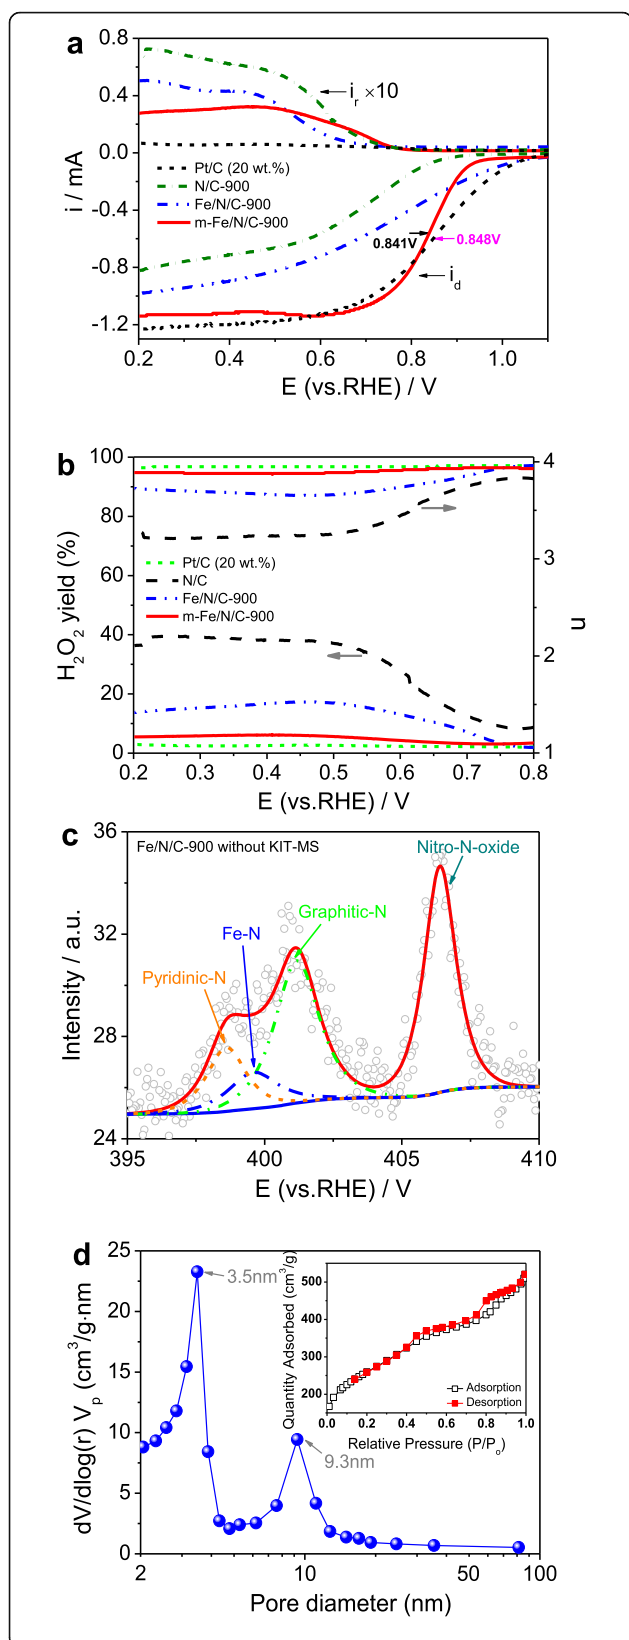 a
0.8
0.4
0.0
-0.4
-0.8
-1.2
i / mA
i_r ×10
Pt/C (20 wt.%)
N/C-900
Fe/N/C-900
m-Fe/N/C-900
0.841V
0.848V
i_d
0.2 0.4 0.6 0.8 1.0
E (vs.RHE) / V
b
100
80
60
40
20
0
H₂O₂ yield (%)
4
3
2
1
n
Pt/C (20 wt.%)
N/C
Fe/N/C-900
m-Fe/N/C-900
0.2 0.3 0.4 0.5 0.6 0.7 0.8
E (vs.RHE) / V
c
36
32
28
24
Intensity / a.u.
Fe/N/C-900 without KIT-MS
Nitro-N-oxide
Graphitic-N
Fe-N
Pyridinic-N
395 400 405 410
E (vs.RHE) / V
d
25
20
15
10
5
0
dV/dlog(r) Vₚ (cm³/g·nm)
3.5nm
9.3nm
500
400
300
200
Quantity Adsorbed (cm³/g)
Adsorption
Desorption
0.0 0.2 0.4 0.6 0.8 1.0
Relative Pressure (P/Pₒ)
2 10 50 100
Pore diameter (nm)